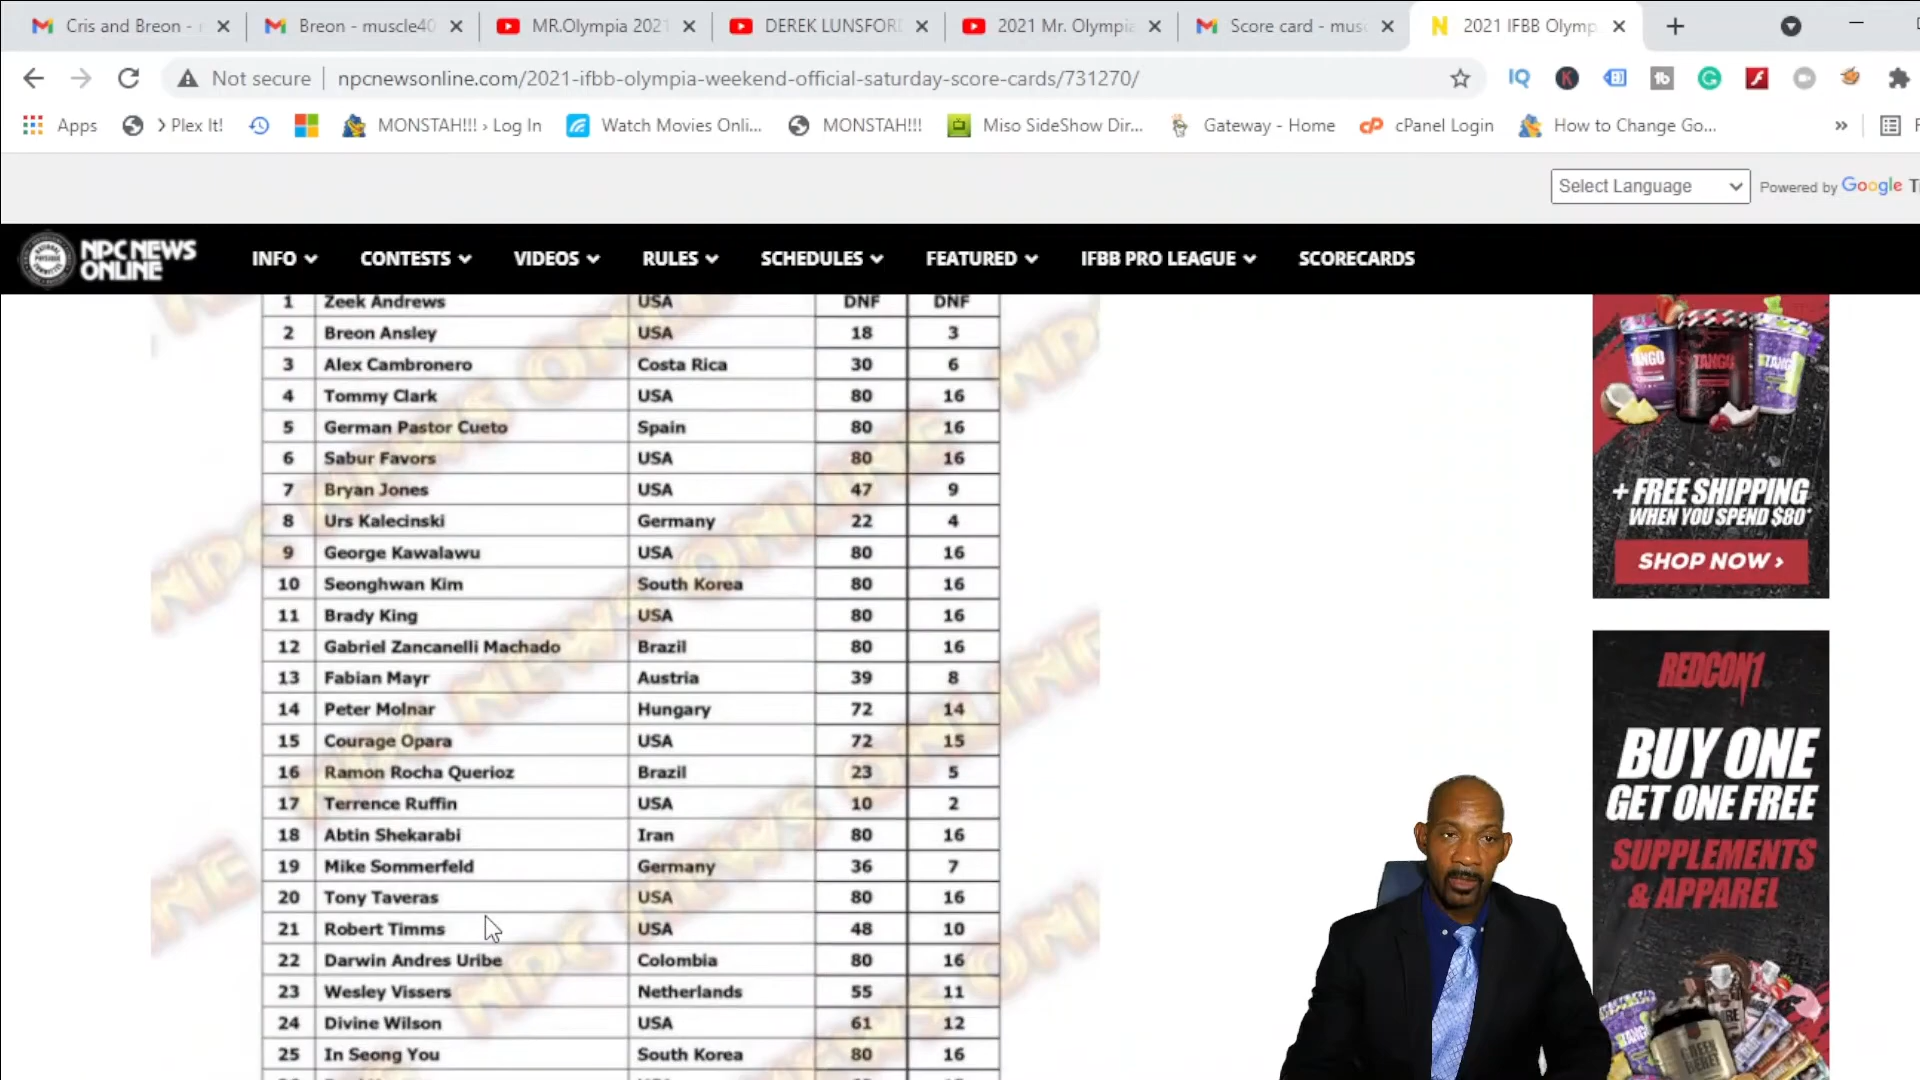 Cris and Breon -
Breon - muscle40
MR.Olympia 2021
DEREK LUNSFORD
2021 Mr. Olympia
Score card - musc
2021 IFBB Olymp
Not secure
npcnewsonline.com/2021-ifbb-olympia-weekend-official-saturday-score-cards/731270/
Apps
> Plex It!
MONSTAH!!! › Log In
Watch Movies Onli...
MONSTAH!!!
Miso SideShow Dir...
Gateway - Home
cPanel Login
How to Change Go...
Select Language
Powered by Google T
NPC NEWS
ONLINE
INFO
CONTESTS
VIDEOS
RULES
SCHEDULES
FEATURED
IFBB PRO LEAGUE
SCORECARDS
1 Zeek Andrews USA DNF DNF
2 Breon Ansley USA 18 3
3 Alex Cambronero Costa Rica 30 6
4 Tommy Clark USA 80 16
5 German Pastor Cueto Spain 80 16
6 Sabur Favors USA 80 16
7 Bryan Jones USA 47 9
8 Urs Kalecinski Germany 22 4
9 George Kawalawu USA 80 16
10 Seonghwan Kim South Korea 80 16
11 Brady King USA 80 16
12 Gabriel Zancanelli Machado Brazil 80 16
13 Fabian Mayr Austria 39 8
14 Peter Molnar Hungary 72 14
15 Courage Opara USA 72 15
16 Ramon Rocha Querioz Brazil 23 5
17 Terrence Ruffin USA 10 2
18 Abtin Shekarabi Iran 80 16
19 Mike Sommerfeld Germany 36 7
20 Tony Taveras USA 80 16
21 Robert Timms USA 48 10
22 Darwin Andres Uribe Colombia 80 16
23 Wesley Vissers Netherlands 55 11
24 Divine Wilson USA 61 12
25 In Seong You South Korea 80 16
+ FREE SHIPPING
WHEN YOU SPEND $80*
SHOP NOW >
REDCON1
BUY ONE
GET ONE FREE
SUPPLEMENTS
& APPAREL